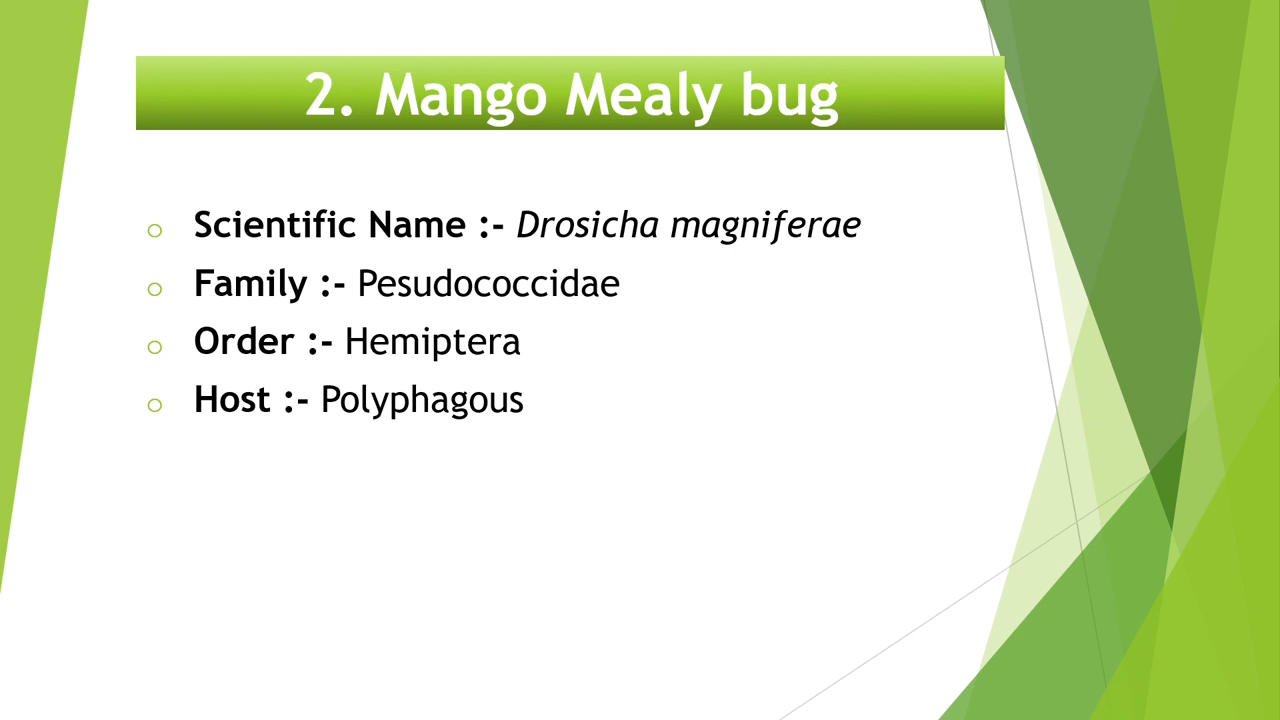 2. Mango Mealy bug
Scientific Name :- Drosicha magniferae
Family :- Pesudococcidae
Order :- Hemiptera
Host :- Polyphagous